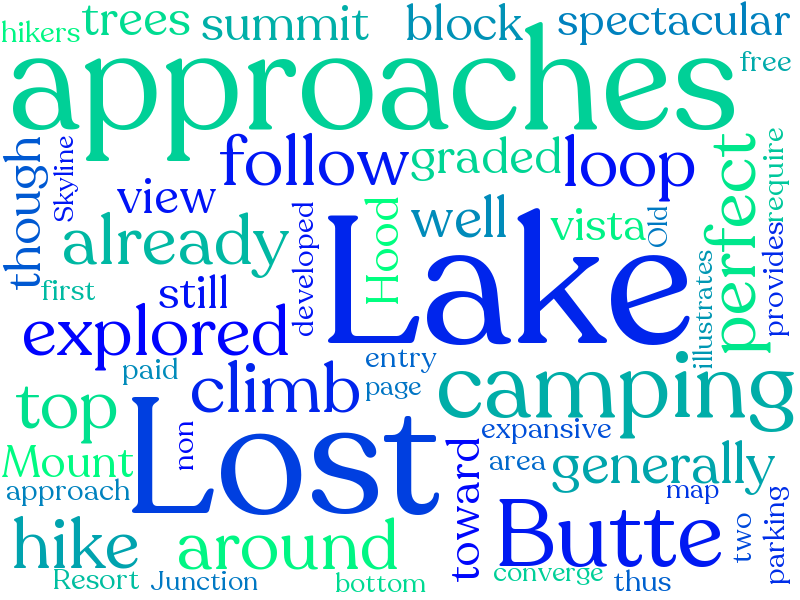 hikers
trees
summit
block
spectacular
free
approaches
though
Skyline
follow
graded
loop
perfect
require
view
already
developed
Hood
well
vista
Old
provides
first
still
Lake
illustrates
explored
paid
climb
entry
page
camping
top
Lost
non
expansive
Mount
approach
toward
area
generally
map
hike
around
Butte
two
parking
Resort
Junction
bottom
converge
thus